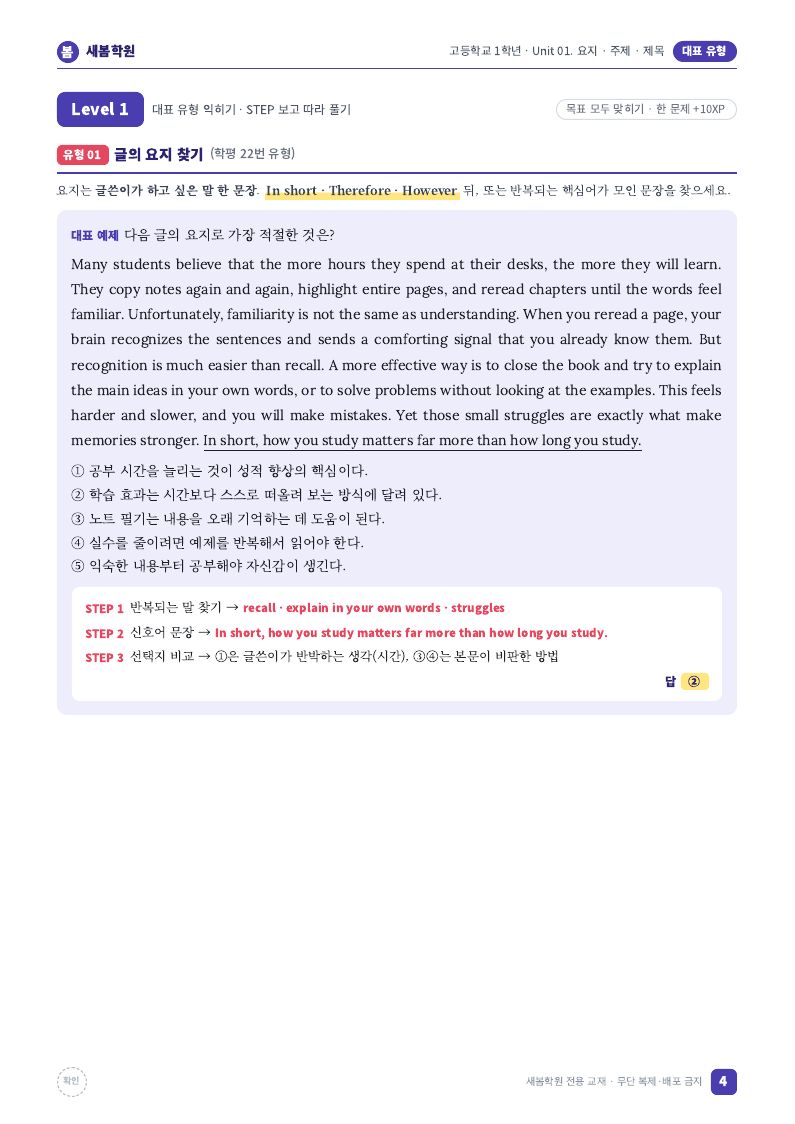 봄 새봄학원
고등학교 1학년 · Unit 01. 요지 · 주제 · 제목 대표 유형
Level 1 대표 유형 익히기 · STEP 보고 따라 풀기 목표 모두 맞히기 · 한 문제 +10XP
유형 01 글의 요지 찾기 (학평 22번 유형)
요지는 글쓴이가 하고 싶은 말 한 문장. In short · Therefore · However 뒤, 또는 반복되는 핵심어가 모인 문장을 찾으세요.
대표 예제 다음 글의 요지로 가장 적절한 것은?
Many students believe that the more hours they spend at their desks, the more they will learn.
They copy notes again and again, highlight entire pages, and reread chapters until the words feel
familiar. Unfortunately, familiarity is not the same as understanding. When you reread a page, your
brain recognizes the sentences and sends a comforting signal that you already know them. But
recognition is much easier than recall. A more effective way is to close the book and try to explain
the main ideas in your own words, or to solve problems without looking at the examples. This feels
harder and slower, and you will make mistakes. Yet those small struggles are exactly what make
memories stronger. In short, how you study matters far more than how long you study.
① 공부 시간을 늘리는 것이 성적 향상의 핵심이다.
② 학습 효과는 시간보다 스스로 떠올려 보는 방식에 달려 있다.
③ 노트 필기는 내용을 오래 기억하는 데 도움이 된다.
④ 실수를 줄이려면 예제를 반복해서 읽어야 한다.
⑤ 익숙한 내용부터 공부해야 자신감이 생긴다.
STEP 1 반복되는 말 찾기 → recall · explain in your own words · struggles
STEP 2 신호어 문장 → In short, how you study matters far more than how long you study.
STEP 3 선택지 비교 → ①은 글쓴이가 반박하는 생각(시간), ③④는 본문이 비판한 방법
답 ②
확인
새봄학원 전용 교재 · 무단 복제·배포 금지 4